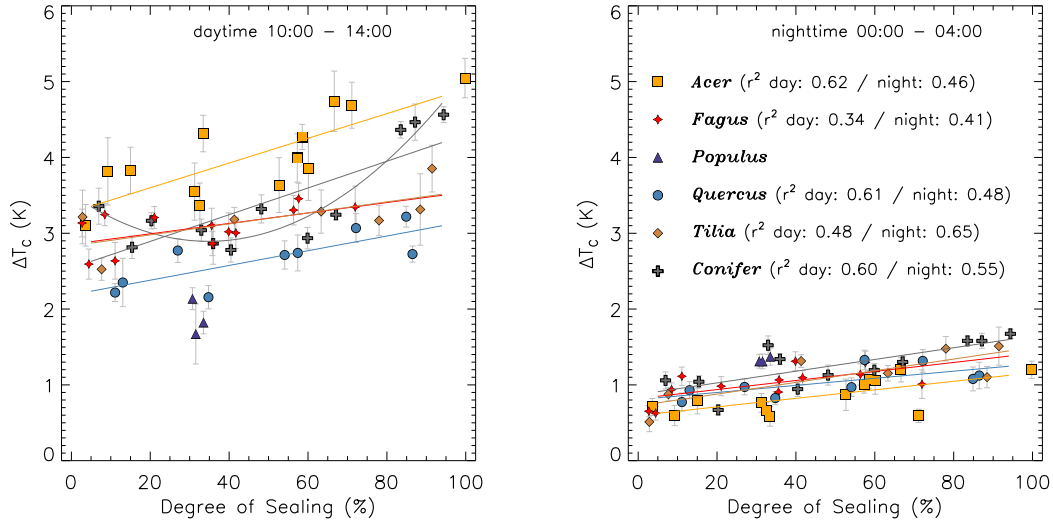 daytime 10:00 – 14:00
ΔTc (K)
6
5
4
3
2
1
0
0 20 40 60 80 100
Degree of Sealing (%)
nighttime 00:00 – 04:00
Acer (r² day: 0.62 / night: 0.46)
Fagus (r² day: 0.34 / night: 0.41)
Populus
Quercus (r² day: 0.61 / night: 0.48)
Tilia (r² day: 0.48 / night: 0.65)
Conifer (r² day: 0.60 / night: 0.55)
ΔTc (K)
6
5
4
3
2
1
0
0 20 40 60 80 100
Degree of Sealing (%)